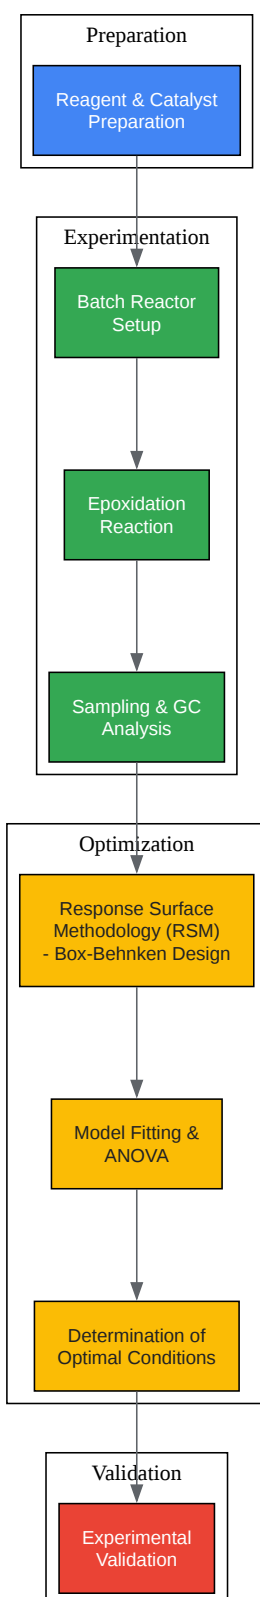 Preparation
Reagent & Catalyst
Preparation
Experimentation
Batch Reactor
Setup
Epoxidation
Reaction
Sampling & GC
Analysis
Optimization
Response Surface
Methodology (RSM)
- Box-Behnken Design
Model Fitting &
ANOVA
Determination of
Optimal Conditions
Validation
Experimental
Validation